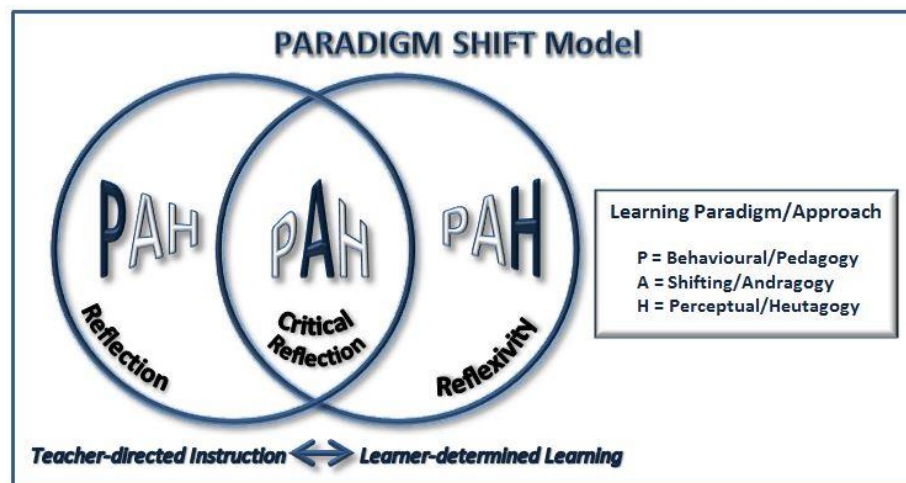 PARADIGM SHIFT Model
PAH
Reflection
PAH
Critical
Reflection
PAH
Reflexivity
Learning Paradigm/Approach
P = Behavioural/Pedagogy
A = Shifting/Andragogy
H = Perceptual/Heutagogy
Teacher-directed Instruction
Learner-determined Learning